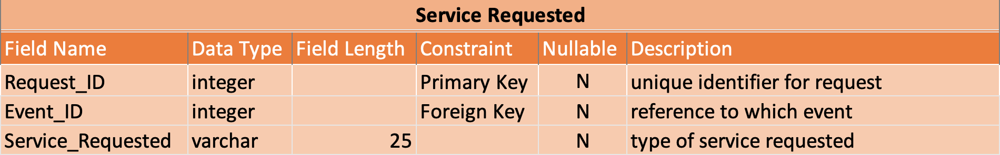 Service Requested
Field Name Data Type Field Length Constraint Nullable Description
Request_ID integer Primary Key N unique identifier for request
Event_ID integer Foreign Key N reference to which event
Service_Requested varchar 25 N type of service requested